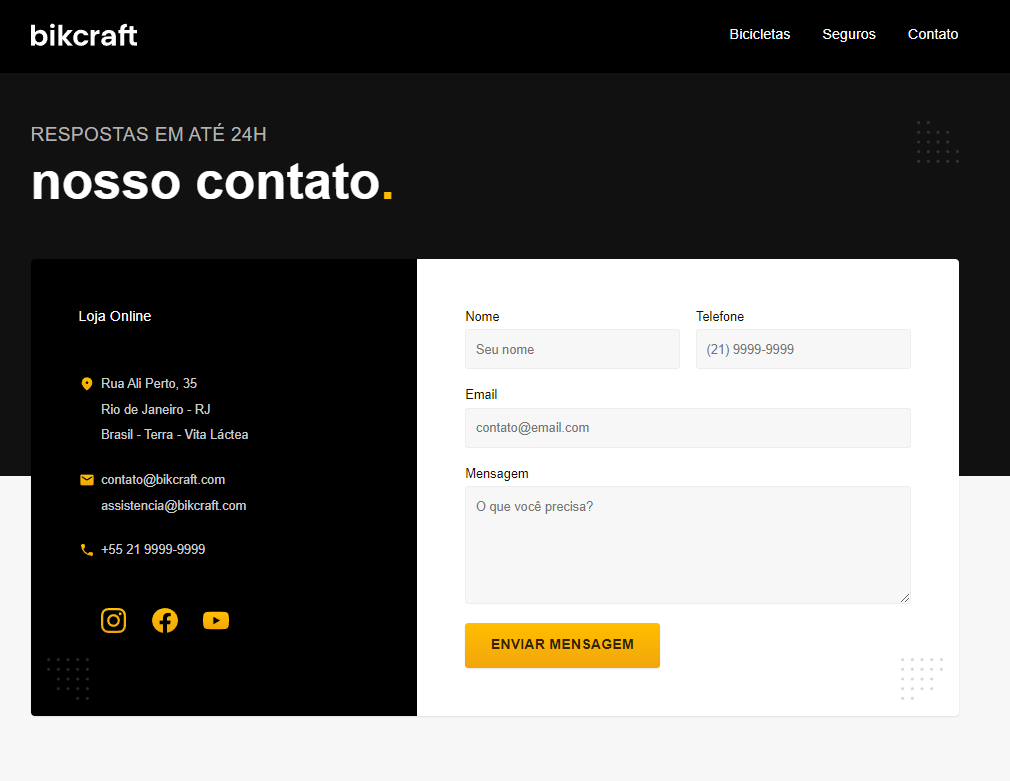 bikcraft
Bicicletas
Seguros
Contato
RESPOSTAS EM ATÉ 24H
nosso contato.
Loja Online
Rua Ali Perto, 35
Rio de Janeiro - RJ
Brasil - Terra - Vita Láctea
contato@bikcraft.com
assistencia@bikcraft.com
+55 21 9999-9999
Nome
Seu nome
Telefone
(21) 9999-9999
Email
contato@email.com
Mensagem
O que você precisa?
ENVIAR MENSAGEM